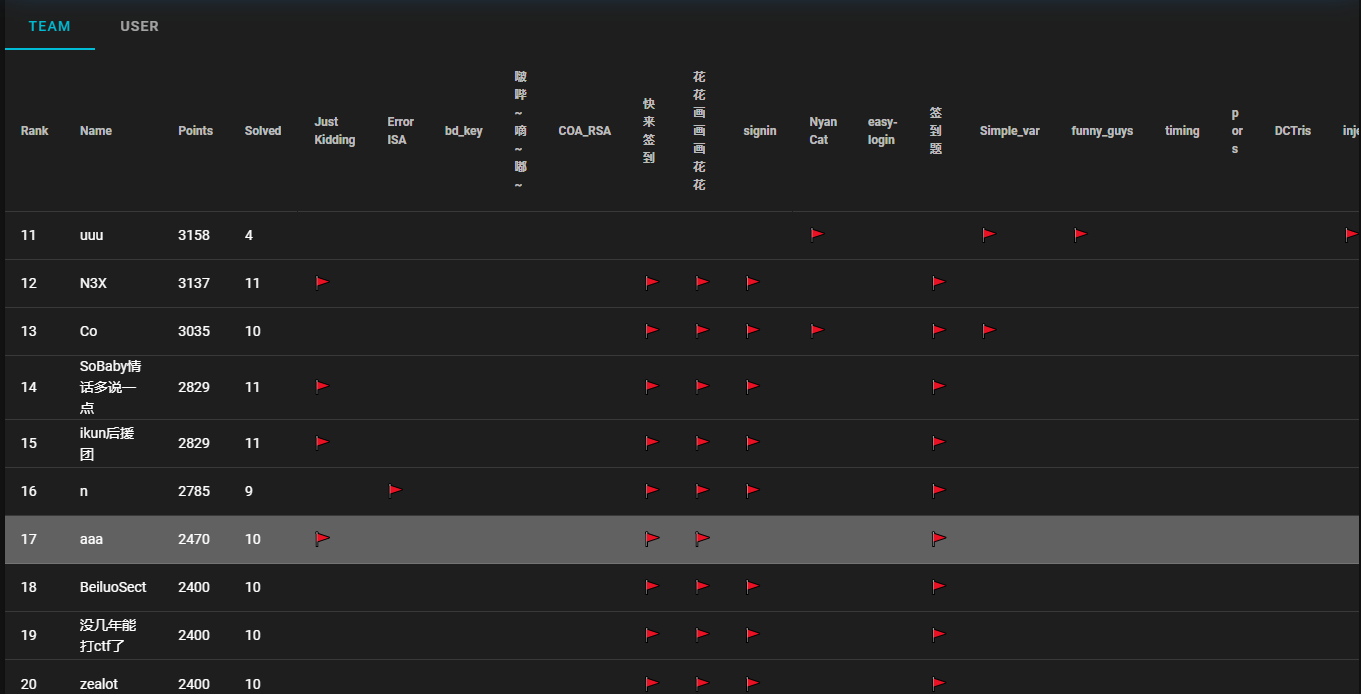 TEAM USER
Rank Name Points Solved Just Kidding Error ISA bd_key 啵哔~嘀~嘟~ COA_RSA 快来签到 花花画画画花花 signin Nyan Cat easy-login 签到题 Simple_var funny_guys timing pors DCTris inje
11 uuu 3158 4
12 N3X 3137 11
13 Co 3035 10
14 SoBaby情话多说一点 2829 11
15 ikun后援团 2829 11
16 n 2785 9
17 aaa 2470 10
18 BeiluoSect 2400 10
19 没几年能打ctf了 2400 10
20 zealot 2400 10